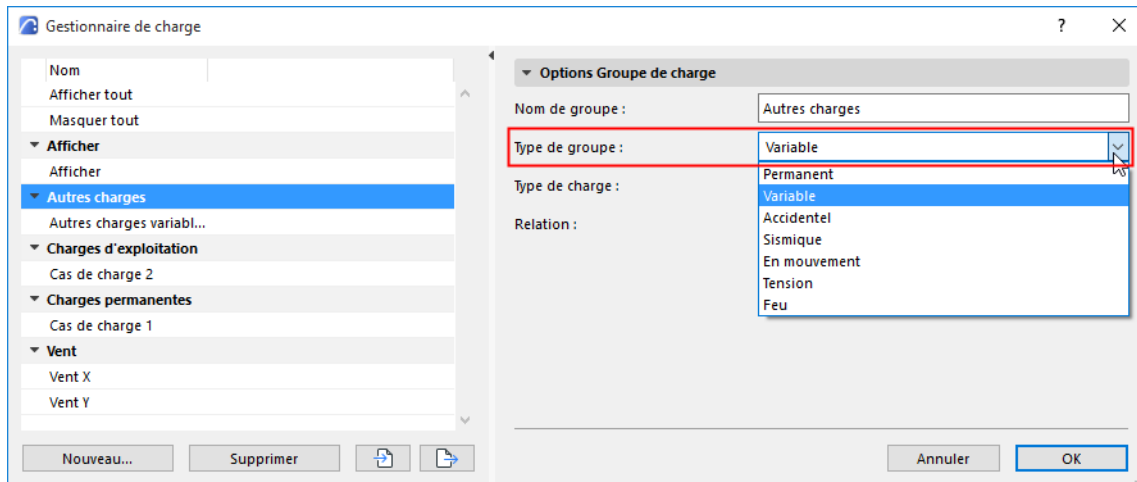 Gestionnaire de charge
?
Nom
Afficher tout
Masquer tout
Afficher
Afficher
Autres charges
Autres charges variabl...
Charges d'exploitation
Cas de charge 2
Charges permanentes
Cas de charge 1
Vent
Vent X
Vent Y
Nouveau...
Supprimer
Options Groupe de charge
Nom de groupe :
Autres charges
Type de groupe :
Variable
Type de charge :
Relation :
Permanent
Variable
Accidentel
Sismique
En mouvement
Tension
Feu
Annuler
OK